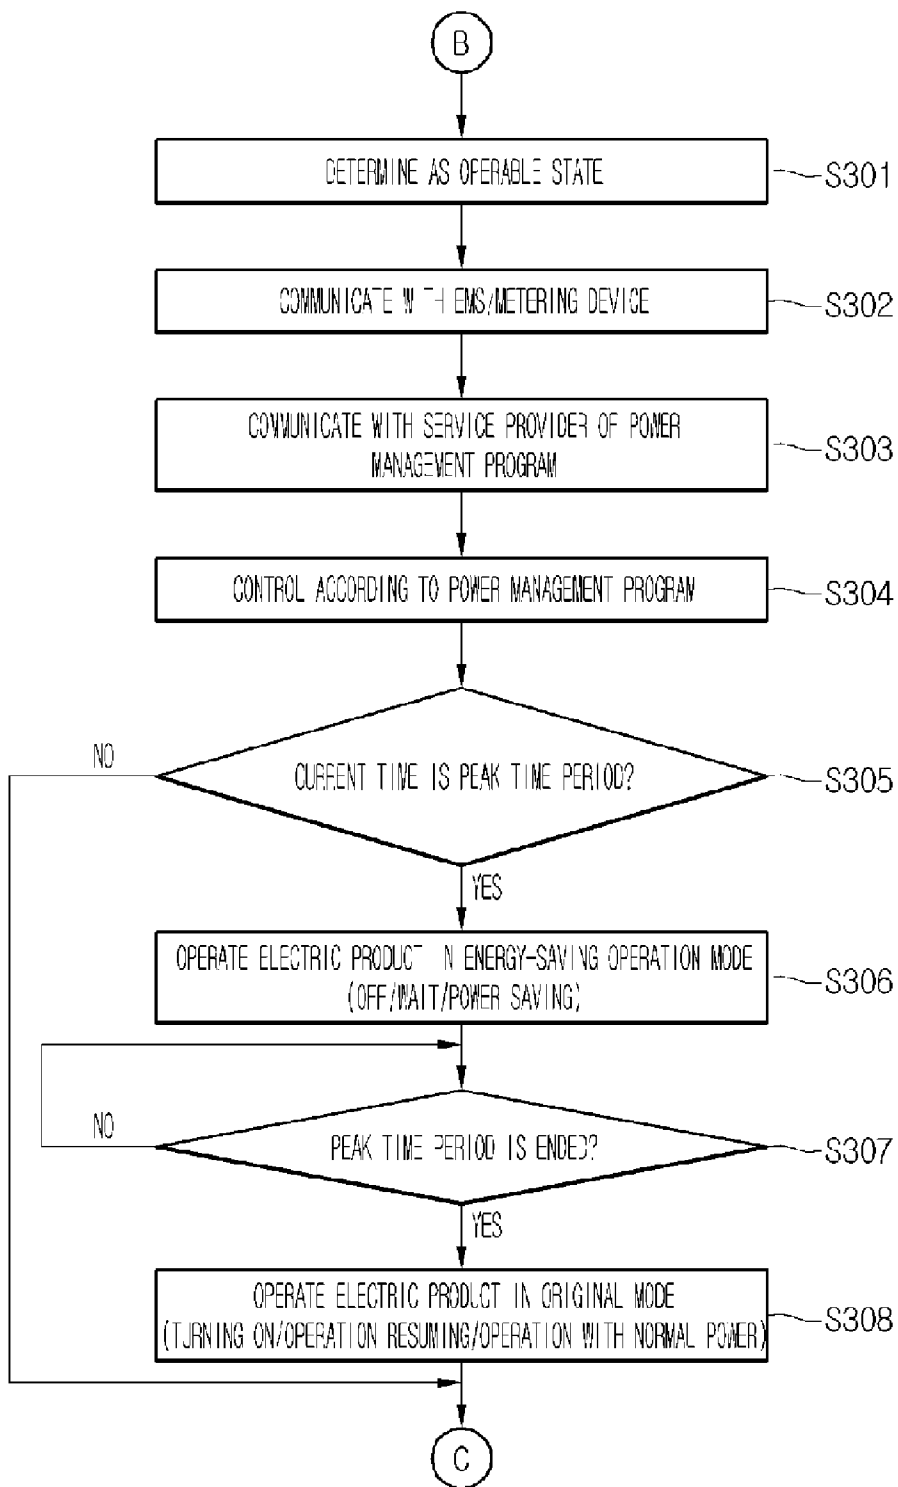 B
DETERMINE AS OPERABLE STATE
S301
COMMUNICATE WITH EMS/METERING DEVICE
S302
COMMUNICATE WITH SERVICE PROVIDER OF POWER
MANAGEMENT PROGRAM
S303
CONTROL ACCORDING TO POWER MANAGEMENT PROGRAM
S304
NO
CURRENT TIME IS PEAK TIME PERIOD?
S305
YES
OPERATE ELECTRIC PRODUCT IN ENERGY-SAVING OPERATION MODE
(OFF/WAIT/POWER SAVING)
S306
NO
PEAK TIME PERIOD IS ENDED?
S307
YES
OPERATE ELECTRIC PRODUCT IN ORIGINAL MODE
(TURNING ON/OPERATION RESUMING/OPERATION WITH NORMAL POWER)
S308
C